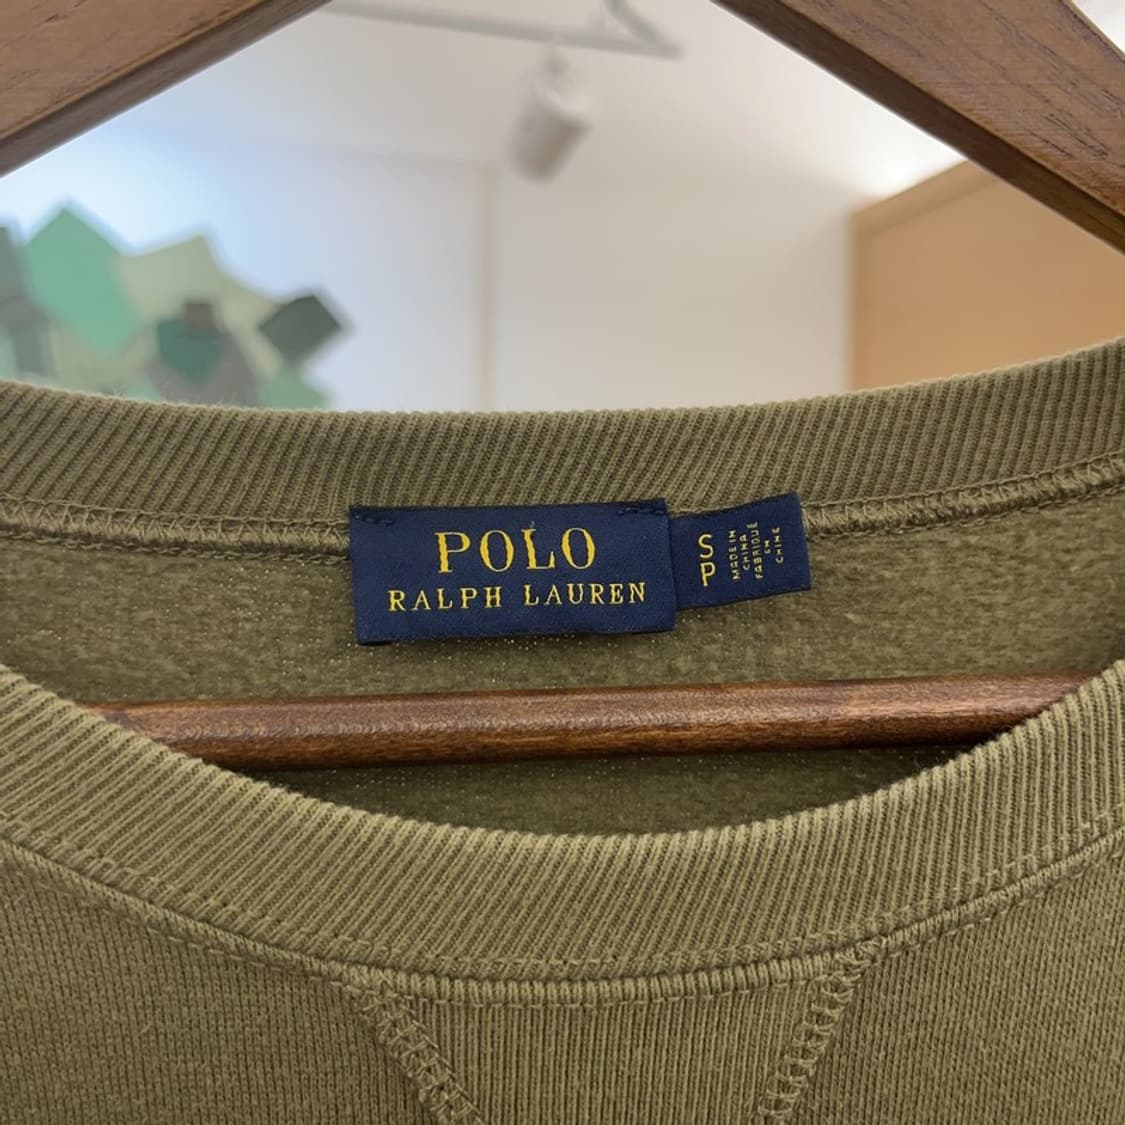 POLO
RALPH LAUREN
S
P
MADE IN
CHINA
FABRIQUÉ
EN
CHINE